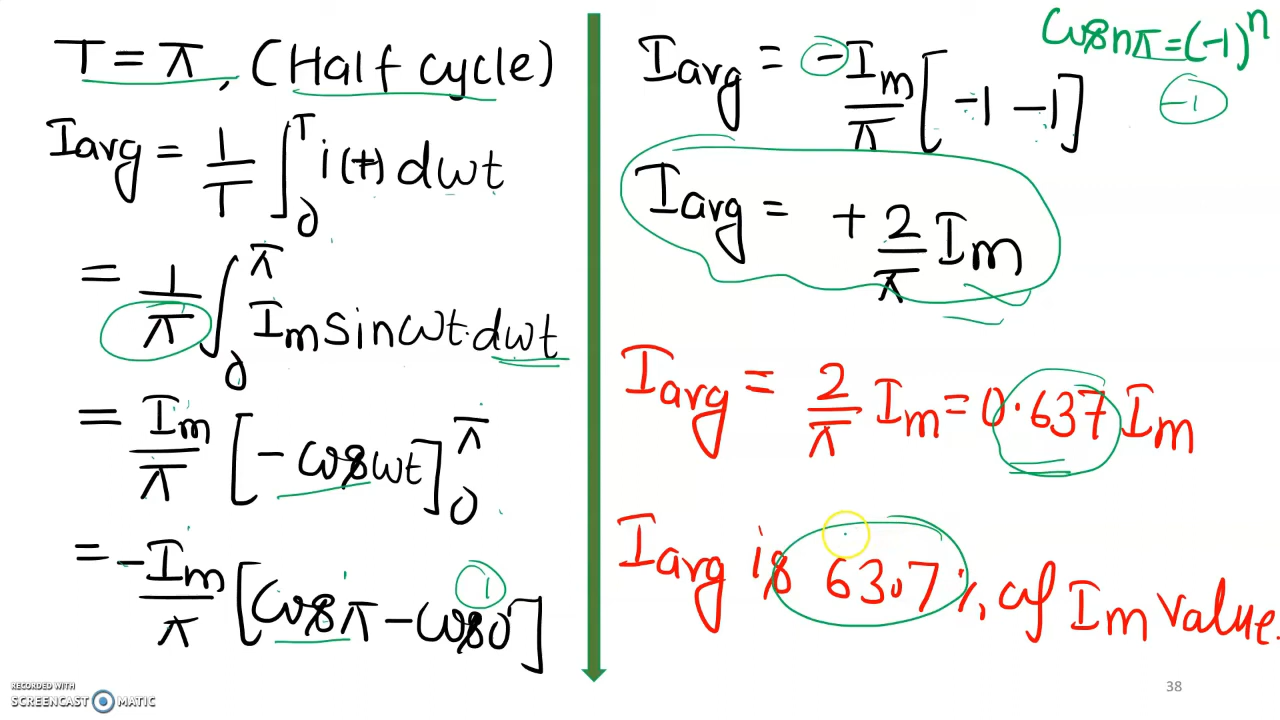 T = π, (Half cycle)
Iavg = 1/T ∫₀ᵀ i(t) dωt
= 1/π ∫₀^π Im sinωt. dωt
= Im/π [-cosωt]₀^π
= -Im/π [cosπ - cos0°]
1
cosnπ = (-1)ⁿ
-1
Iavg = -Im/π [-1 -1]
Iavg = + 2/π Im
Iavg = 2/π Im = 0.637 Im
Iavg is 63.7% of Im value.
RECORDED WITH
SCREENCAST MATIC
38